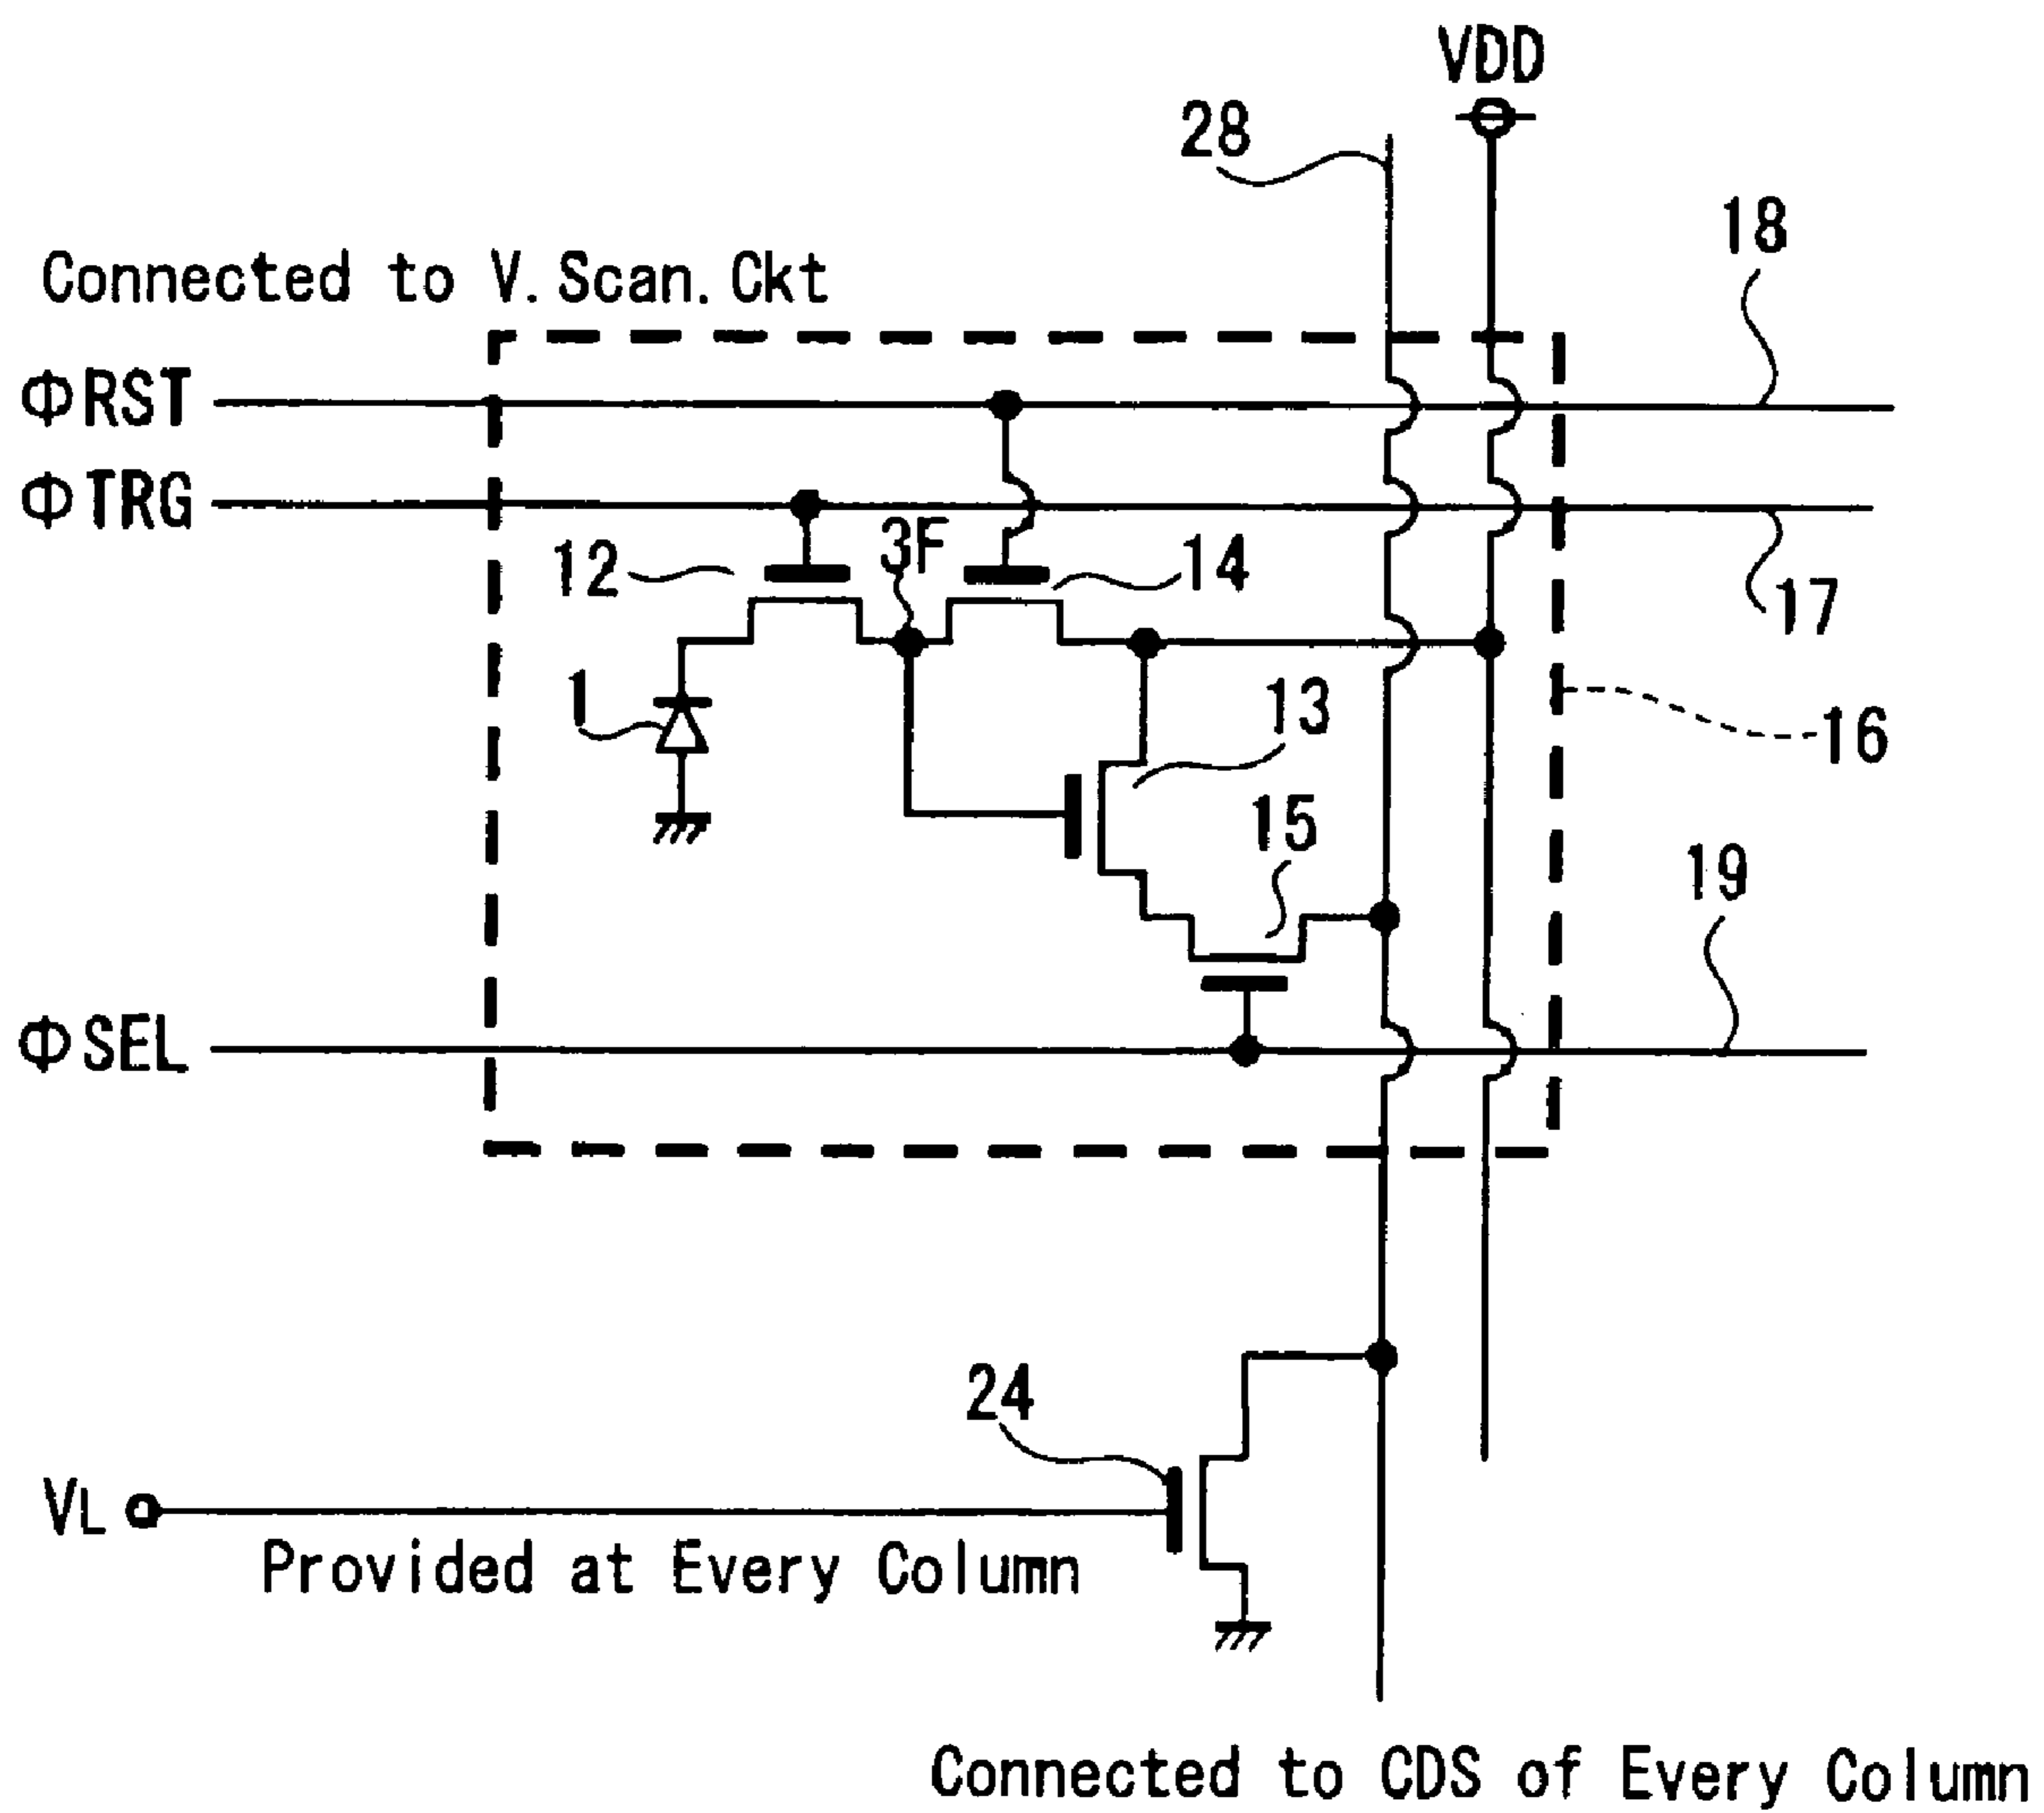 VDD
28
18
Connected to V.Scan.Ckt
ΦRST
ΦTRG
3F
12
14
17
1
13
16
15
19
ΦSEL
24
VL
Provided at Every Column
Connected to CDS of Every Column